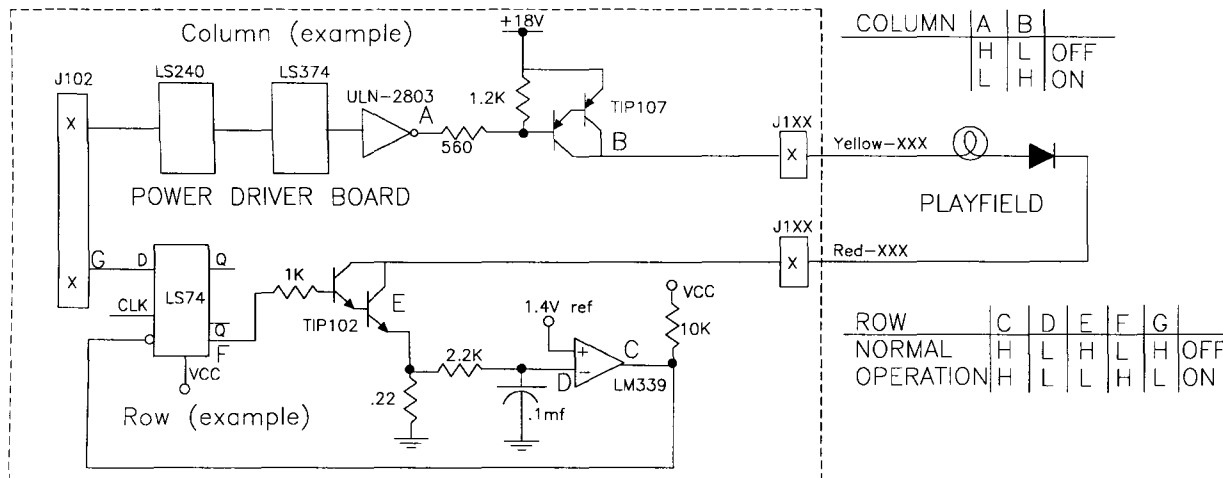 Column (example)
+18V
J102
LS240
LS374
ULN-2803
A
560
1.2K
TIP107
B
J1XX
X
Yellow-XXX
X
POWER DRIVER BOARD
PLAYFIELD
COLUMN A B
H L OFF
L H ON
J1XX
X
Red-XXX
X
G
D
Q
LS74
CLK
Q
F
VCC
1K
TIP102
E
1.4V ref
VCC
10K
+
-
C
D
LM339
2.2K
.22
.1mf
Row (example)
ROW C D E F G
NORMAL H L H L H OFF
OPERATION H L L H L ON